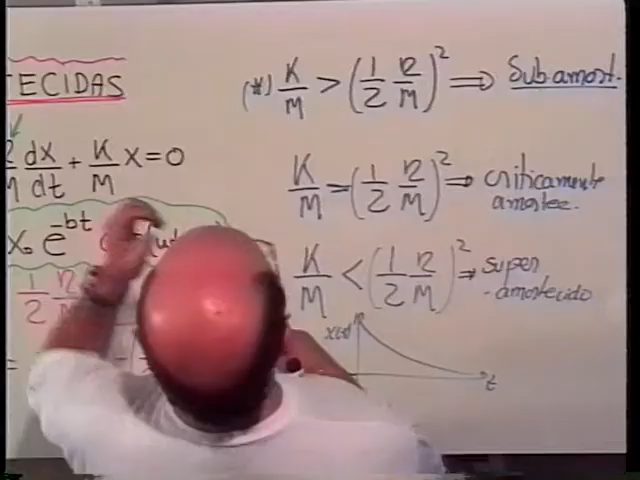 TECIDAS
dx/dt + K/M x = 0
x₀ e^-bt
1/2 r
=
(*) K/M > (1/2 r/M)² ⟹ Subamort.
K/M = (1/2 r/M)² ⇒ criticamente
amortec.
K/M < (1/2 r/M)² ⇒ super
-amortecido
x(t)
t